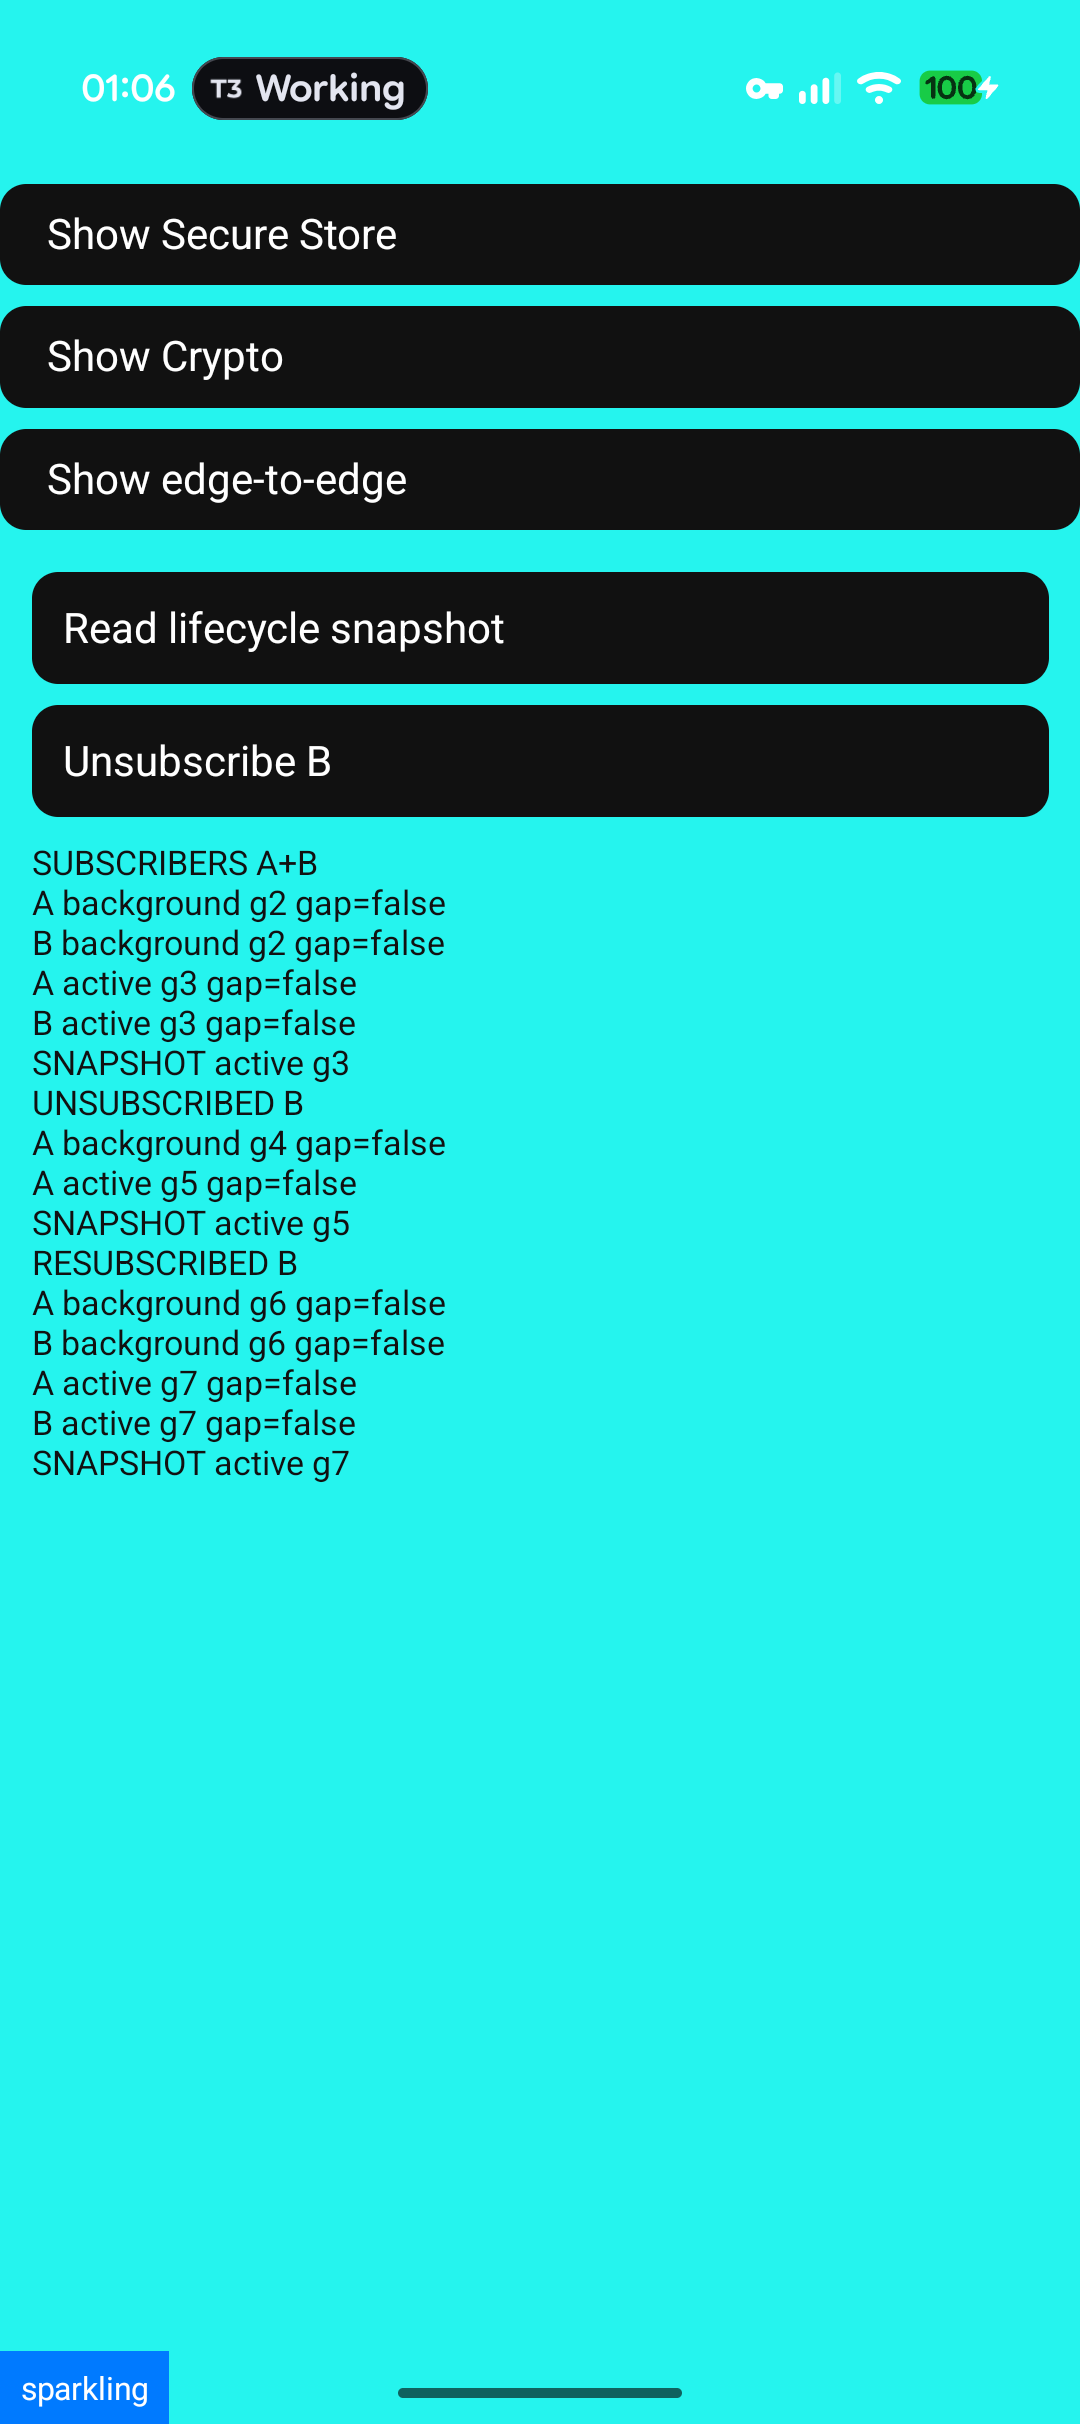 01:06 T3 Working 100
Show Secure Store
Show Crypto
Show edge-to-edge
Read lifecycle snapshot
Unsubscribe B
SUBSCRIBERS A+B
A background g2 gap=false
B background g2 gap=false
A active g3 gap=false
B active g3 gap=false
SNAPSHOT active g3
UNSUBSCRIBED B
A background g4 gap=false
A active g5 gap=false
SNAPSHOT active g5
RESUBSCRIBED B
A background g6 gap=false
B background g6 gap=false
A active g7 gap=false
B active g7 gap=false
SNAPSHOT active g7
sparkling